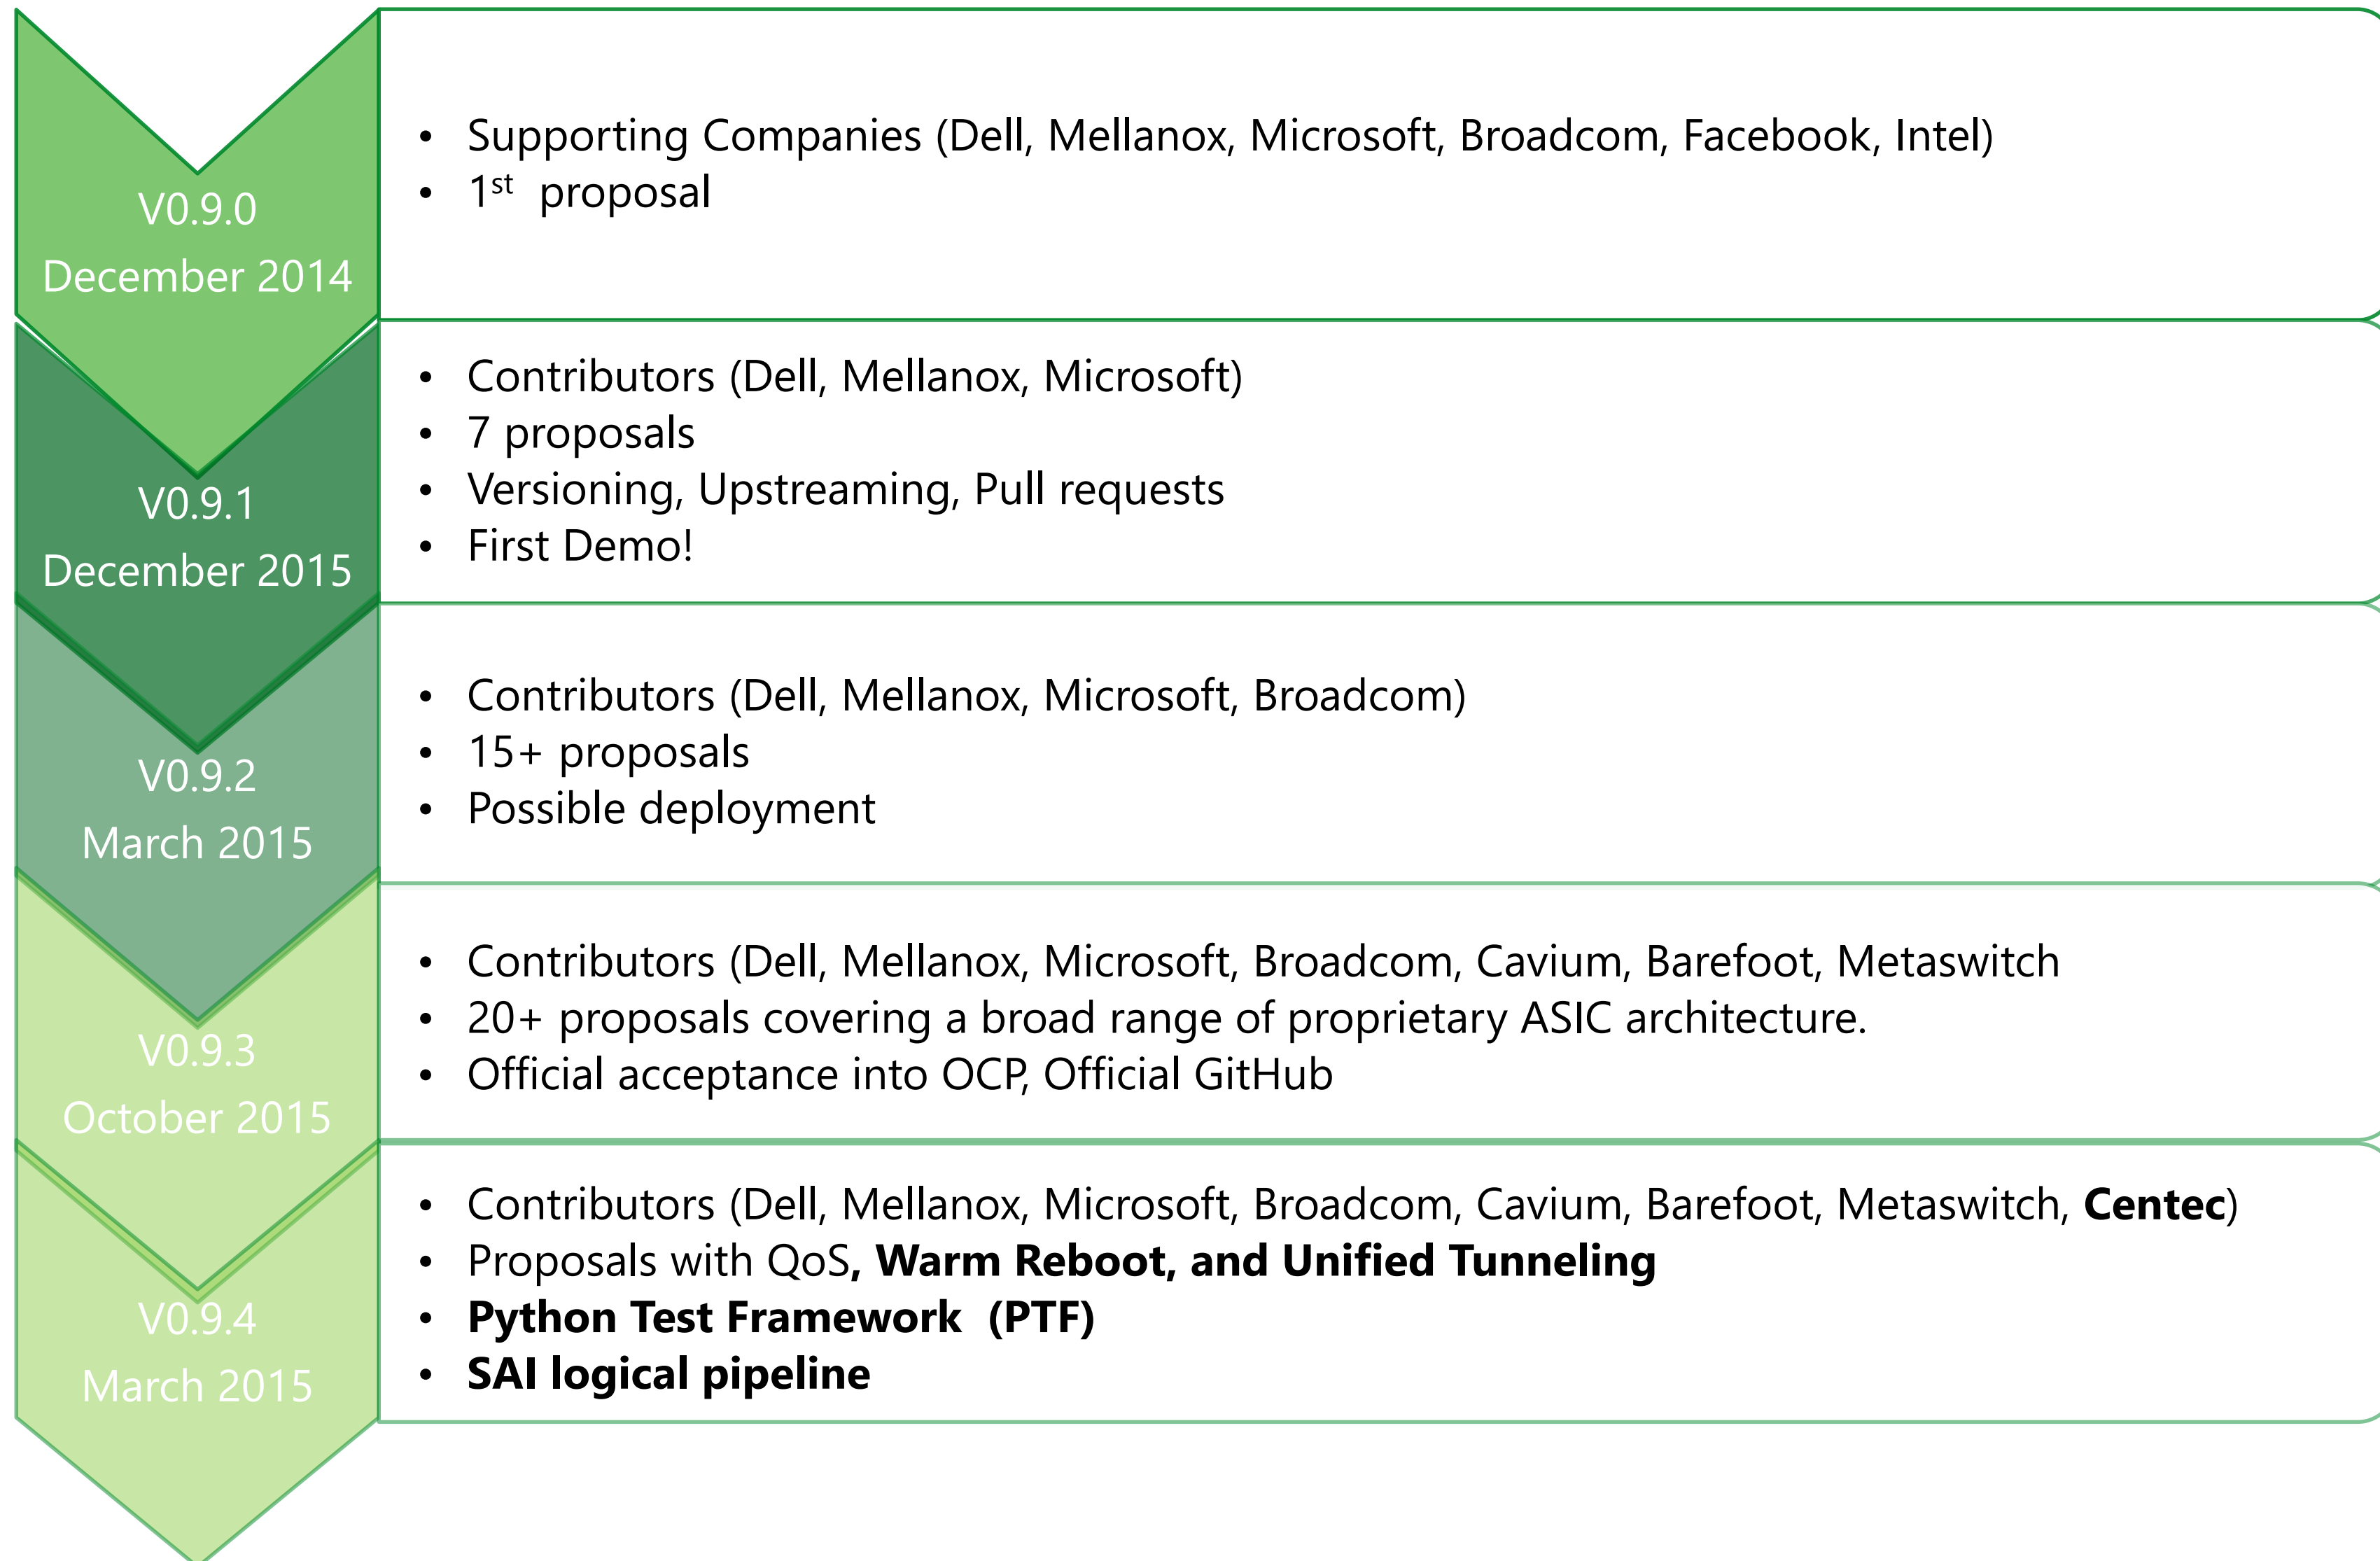 V0.9.0
December 2014
• Supporting Companies (Dell, Mellanox, Microsoft, Broadcom, Facebook, Intel)
• 1st proposal
V0.9.1
December 2015
• Contributors (Dell, Mellanox, Microsoft)
• 7 proposals
• Versioning, Upstreaming, Pull requests
• First Demo!
V0.9.2
March 2015
• Contributors (Dell, Mellanox, Microsoft, Broadcom)
• 15+ proposals
• Possible deployment
V0.9.3
October 2015
• Contributors (Dell, Mellanox, Microsoft, Broadcom, Cavium, Barefoot, Metaswitch
• 20+ proposals covering a broad range of proprietary ASIC architecture.
• Official acceptance into OCP, Official GitHub
V0.9.4
March 2015
• Contributors (Dell, Mellanox, Microsoft, Broadcom, Cavium, Barefoot, Metaswitch, Centec)
• Proposals with QoS, Warm Reboot, and Unified Tunneling
• Python Test Framework (PTF)
• SAI logical pipeline